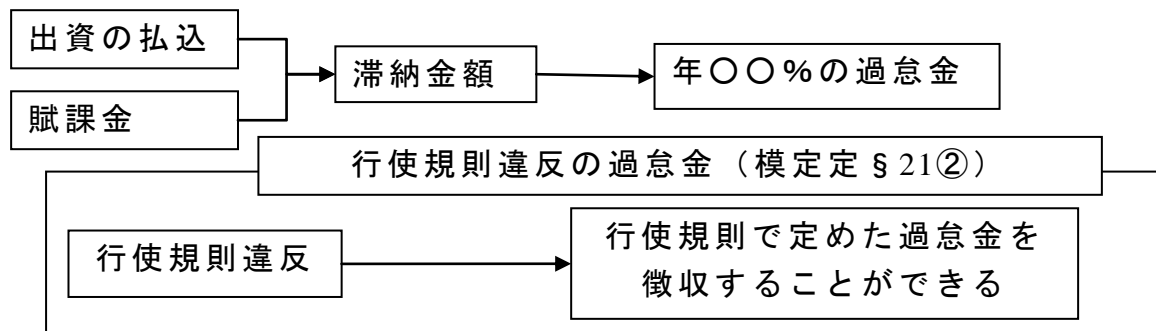 出資の払込
賦課金
滞納金額
年〇〇%の過怠金
行使規則違反の過怠金（模定定§21②）
行使規則違反
行使規則で定めた過怠金を
徴収することができる